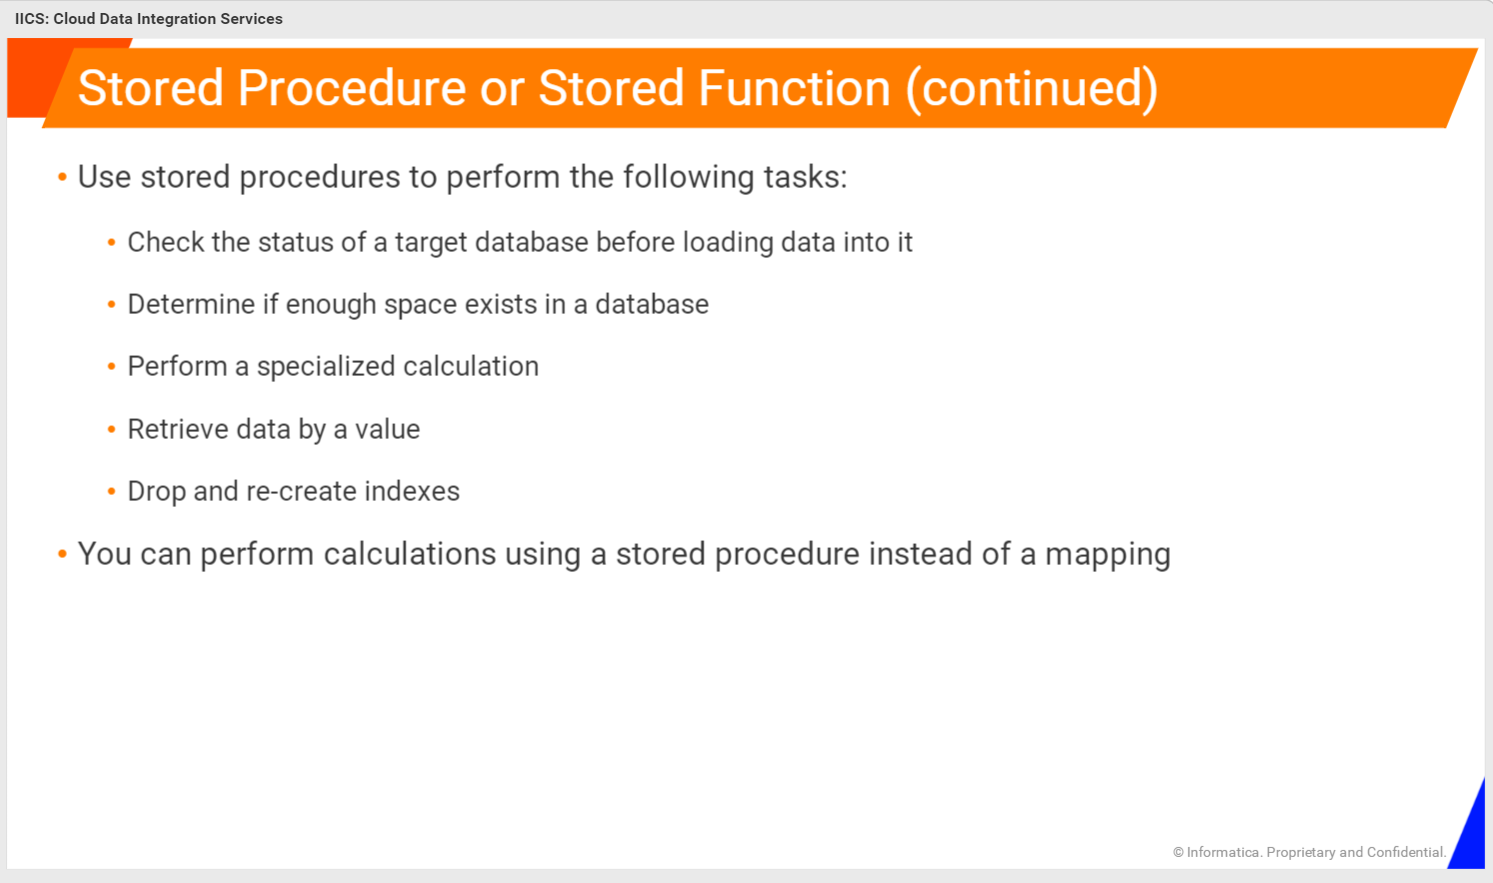 IICS: Cloud Data Integration Services
Stored Procedure or Stored Function (continued)
• Use stored procedures to perform the following tasks:
• Check the status of a target database before loading data into it
• Determine if enough space exists in a database
• Perform a specialized calculation
• Retrieve data by a value
• Drop and re-create indexes
• You can perform calculations using a stored procedure instead of a mapping
© Informatica. Proprietary and Confidential.